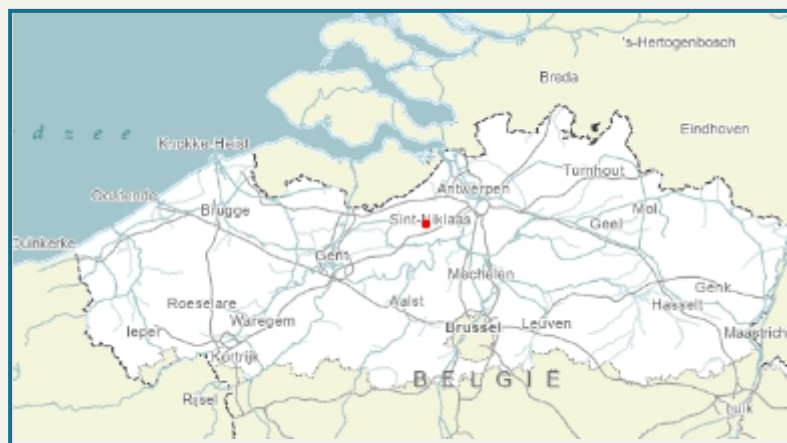 's-Hertogenbosch
Breda
d z e e
Eindhoven
Knokke-Heist
Turnhout
Oostende
Antwerpen
Brugge
Sint-Niklaas
Mol
Geel
Duinkerke
Gent
Mechelen
Genk
Roeselare
Aalst
Hasselt
Ieper
Waregem
Brussel
Leuven
Maastrich
Kortrijk
BELGIË
Rijsel
Luik